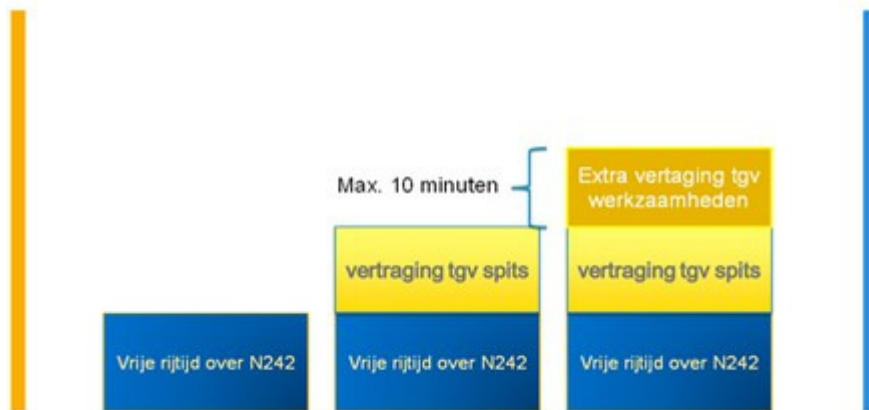 Max. 10 minuten
Extra vertaging tgv
werkzaamheden
vertraging tgv spits
vertraging tgv spits
Vrije rijtijd over N242
Vrije rijtijd over N242
Vrije rijtijd over N242